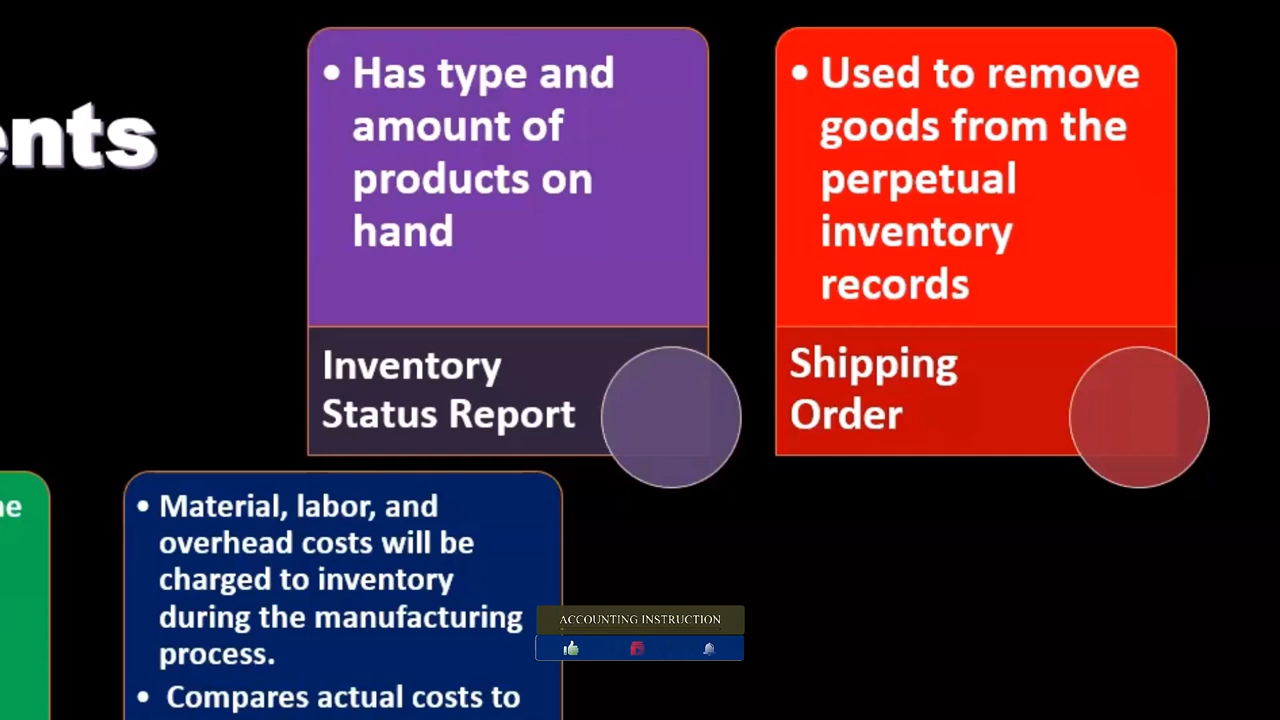 ents
• Has type and
amount of
products on
hand
Inventory
Status Report
• Used to remove
goods from the
perpetual
inventory
records
Shipping
Order
• Material, labor, and
overhead costs will be
charged to inventory
during the manufacturing
process.
• Compares actual costs to
ACCOUNTING INSTRUCTION